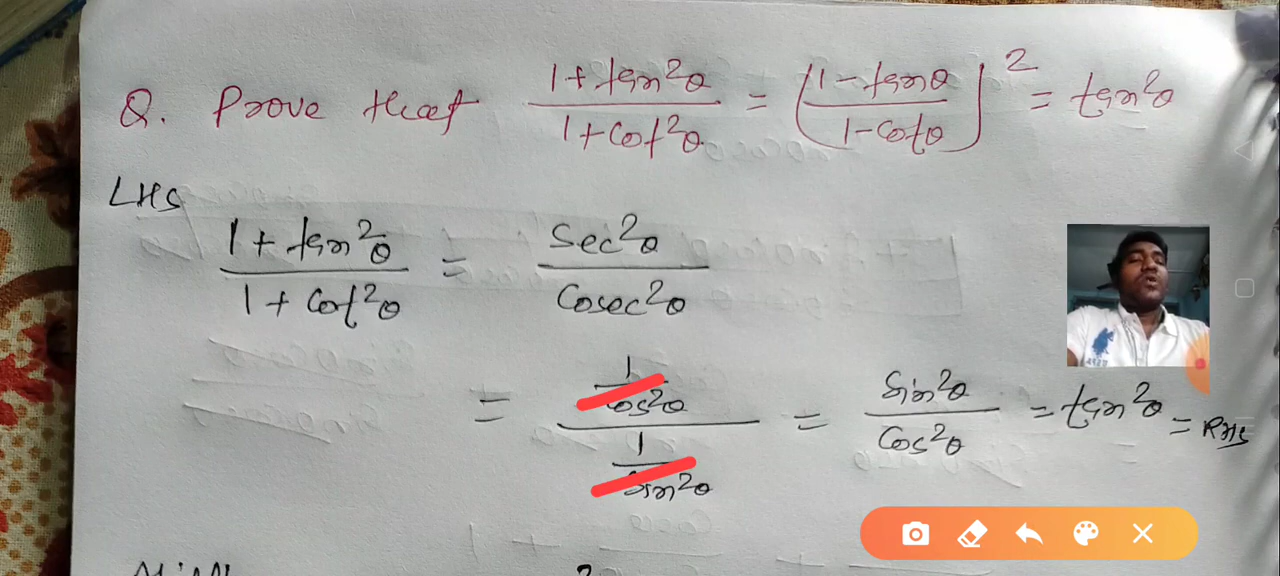 Q. Prove that (1 + tan²θ)/(1 + cot²θ) = ((1 - tanθ)/(1 - cotθ))² = tan²θ
LHS
(1 + tan²θ)/(1 + cot²θ) = Sec²θ/Cosec²θ
= (1/cos²θ)/(1/Sin²θ) = Sin²θ/Cos²θ = tan²θ = RHS